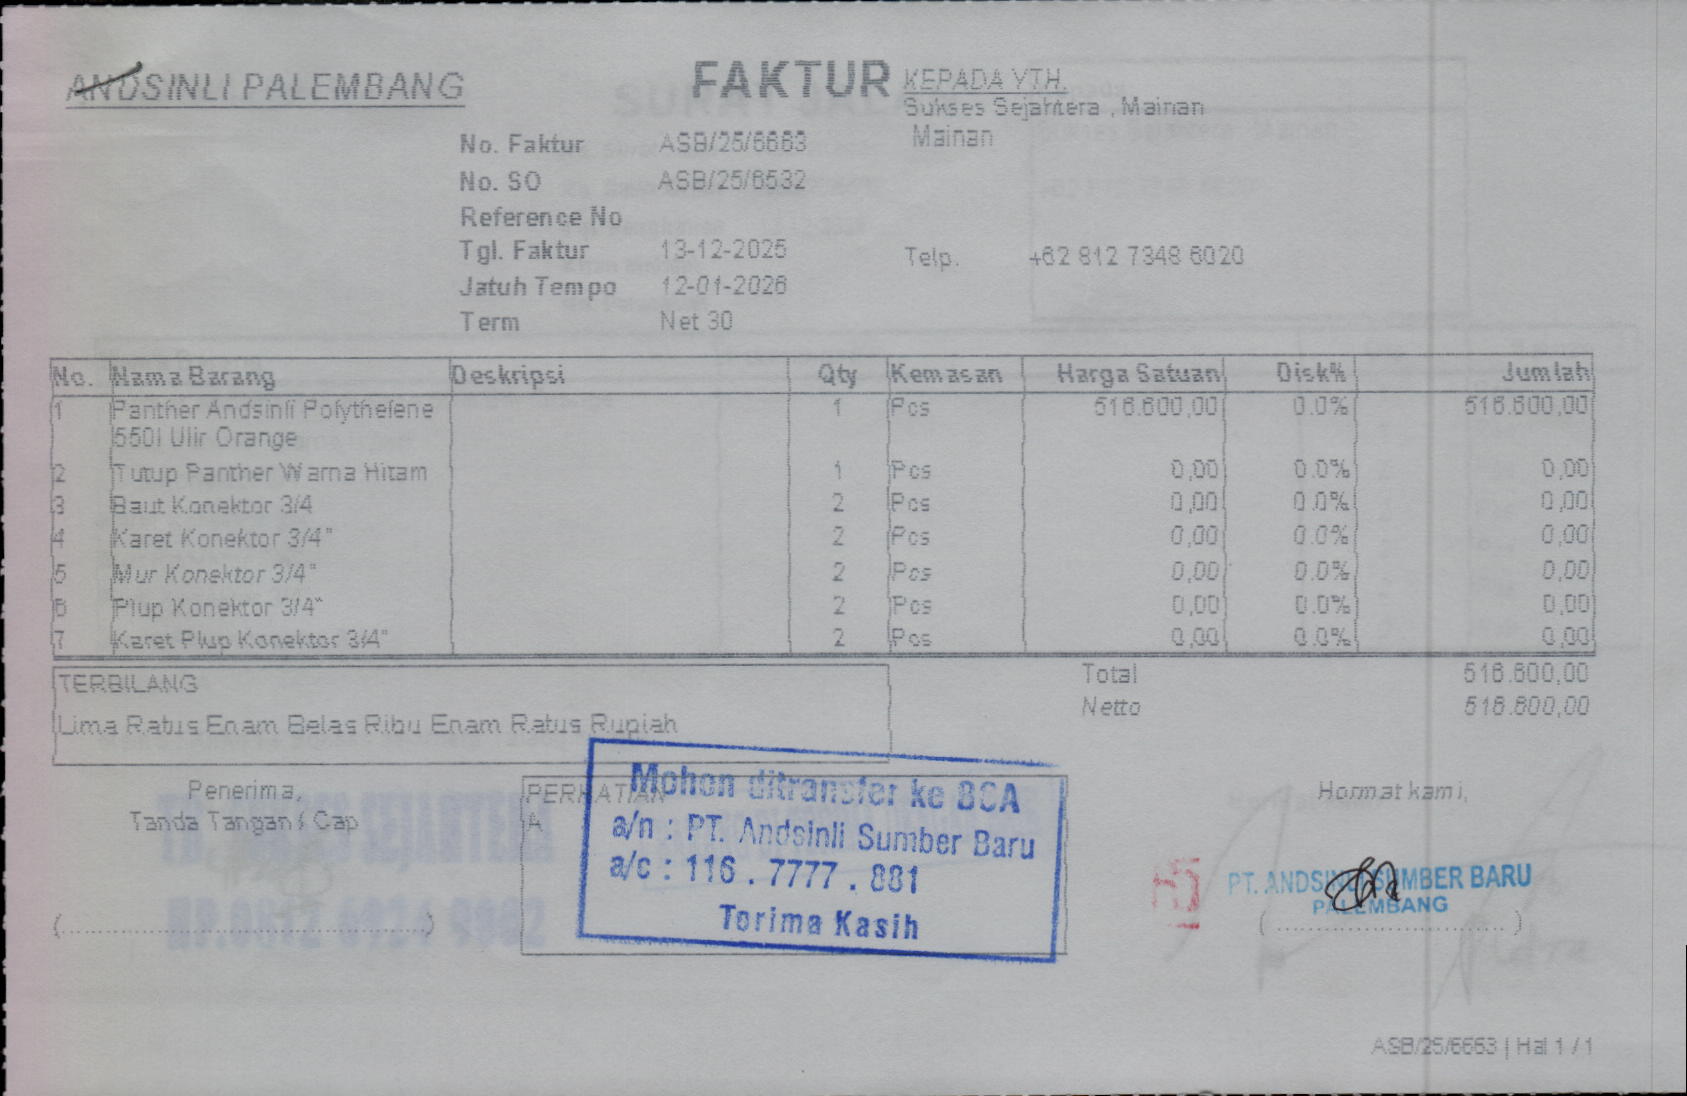 ANDSINLI PALEMBANG
FAKTUR
KEPADA YTH.
Sukses Sejahtera , Mainan
Mainan
No. Faktur ASB/25/6663
No. SO ASB/25/6532
Reference No
Tgl. Faktur 13-12-2025
Telp. +62 812 7348 6020
Jatuh Tempo 12-01-2026
Term Net 30
No. Nama Barang Deskripsi Qty Kemasan Harga Satuan Disk% Jumlah
1 Panther Andsinli Polythelene 1 Pcs 516.600,00 0.0% 516.600,00
550l Ulir Orange
2 Tutup Panther Warna Hitam 1 Pcs 0,00 0.0% 0,00
3 Baut Konektor 3/4 2 Pcs 0,00 0.0% 0,00
4 Karet Konektor 3/4" 2 Pcs 0,00 0.0% 0,00
5 Mur Konektor 3/4" 2 Pcs 0,00 0.0% 0,00
6 Plup Konektor 3/4" 2 Pcs 0,00 0.0% 0,00
7 Karet Plup Konektor 3/4" 2 Pcs 0,00 0.0% 0,00
TERBILANG
Lima Ratus Enam Belas Ribu Enam Ratus Rupiah
Total 516.600,00
Netto 516.600,00
Penerima,
Tanda Tangan / Cap
PERHATIAN
A
Mohon ditransfer ke BCA
a/n : PT. Andsinli Sumber Baru
a/c : 116 . 7777 . 881
Terima Kasih
Hormat kami,
PT. ANDSINLI SUMBER BARU
PALEMBANG
ASB/25/6663 | Hal 1 / 1